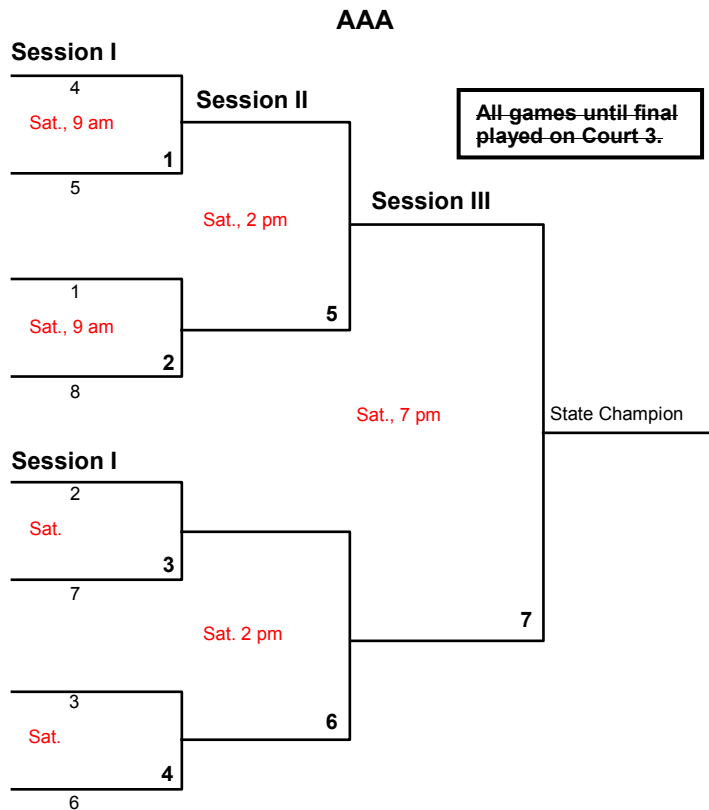 AAA
Session I
4
Sat., 9 am
1
5
Session II
All games until final
played on Court 3.
Sat., 2 pm
Session III
1
Sat., 9 am
2
8
5
Sat., 7 pm
State Champion
Session I
2
Sat.
3
7
Sat. 2 pm
7
3
Sat.
4
6
6